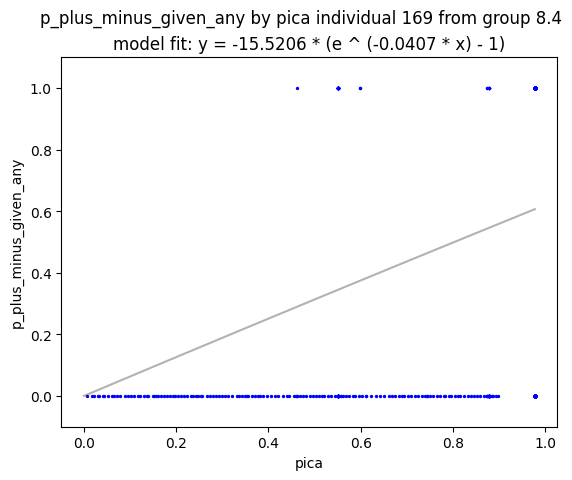 p_plus_minus_given_any by pica individual 169 from group 8.4
model fit: y = -15.5206 * (e ^ (-0.0407 * x) - 1)
1.0
0.8
0.6
0.4
0.2
0.0
p_plus_minus_given_any
0.0 0.2 0.4 0.6 0.8 1.0
pica